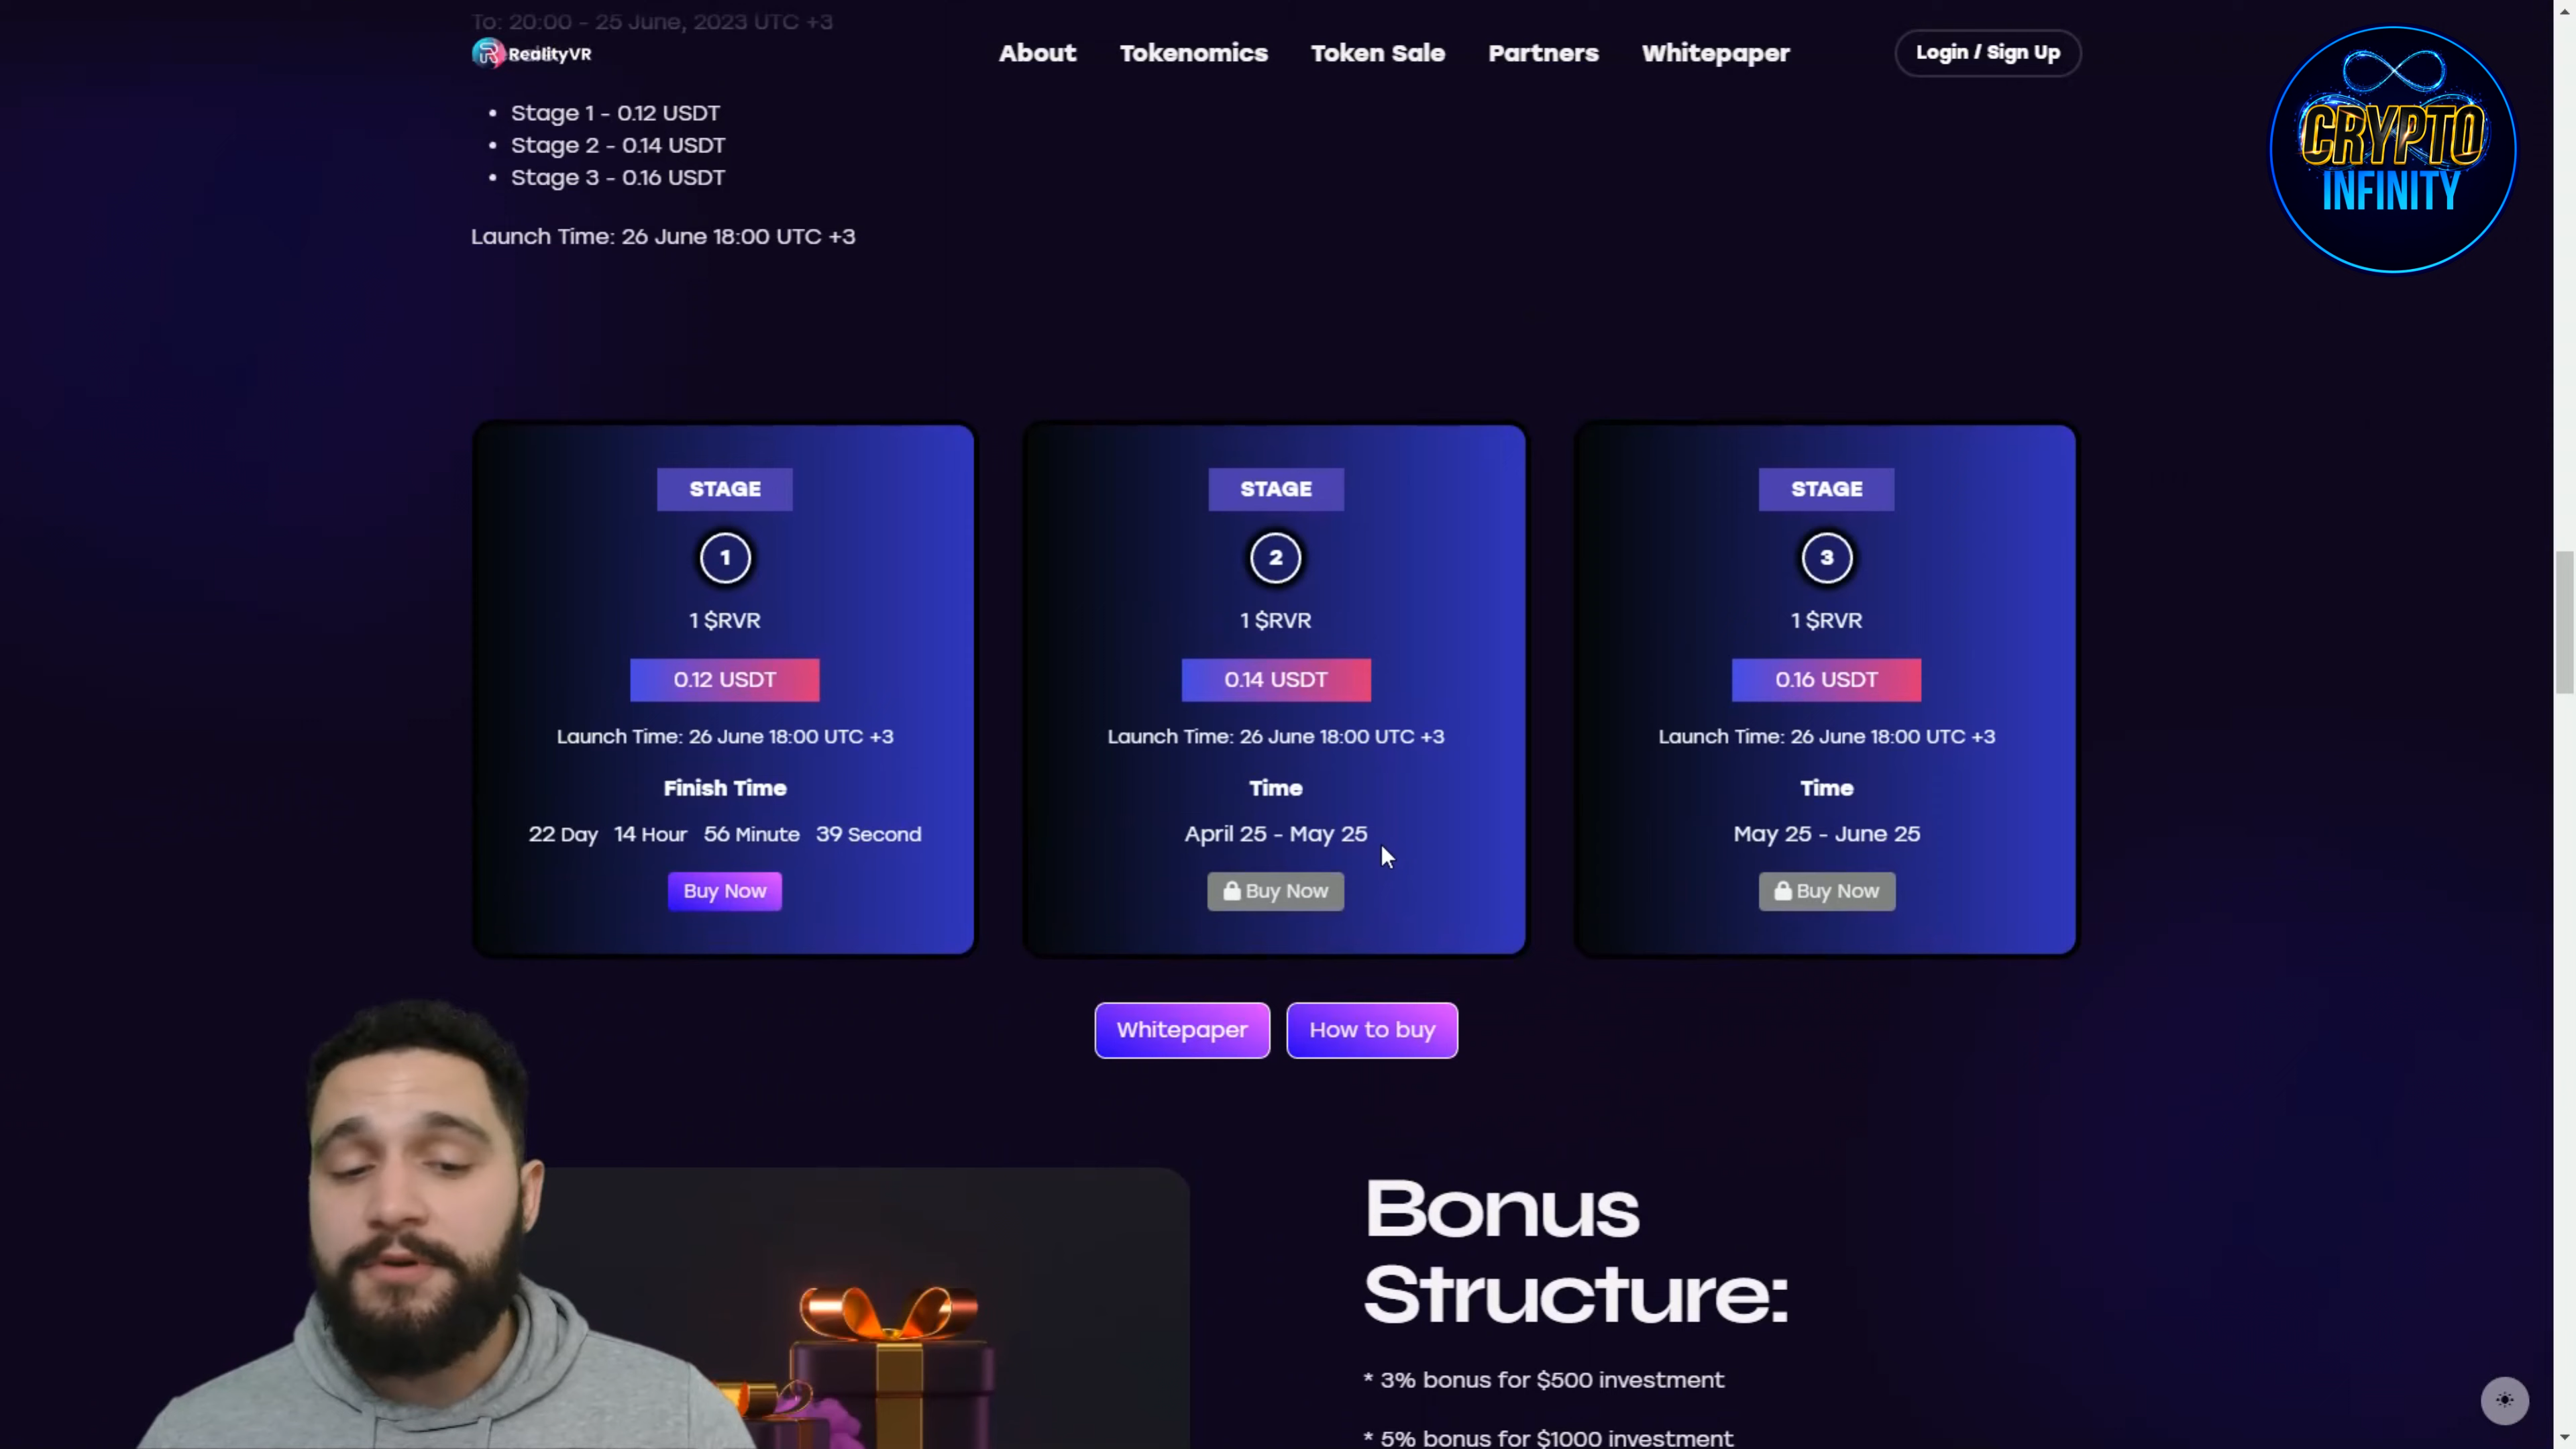 To: 20:00 - 25 June, 2023 UTC +3
RealityVR
About
Tokenomics
Token Sale
Partners
Whitepaper
Login / Sign Up
CRYPTO
INFINITY
• Stage 1 - 0.12 USDT
• Stage 2 - 0.14 USDT
• Stage 3 - 0.16 USDT
Launch Time: 26 June 18:00 UTC +3
STAGE
1
1 $RVR
0.12 USDT
Launch Time: 26 June 18:00 UTC +3
Finish Time
22 Day 14 Hour 56 Minute 39 Second
Buy Now
STAGE
2
1 $RVR
0.14 USDT
Launch Time: 26 June 18:00 UTC +3
Time
April 25 - May 25
Buy Now
STAGE
3
1 $RVR
0.16 USDT
Launch Time: 26 June 18:00 UTC +3
Time
May 25 - June 25
Buy Now
Whitepaper
How to buy
Bonus
Structure:
* 3% bonus for $500 investment
* 5% bonus for $1000 investment